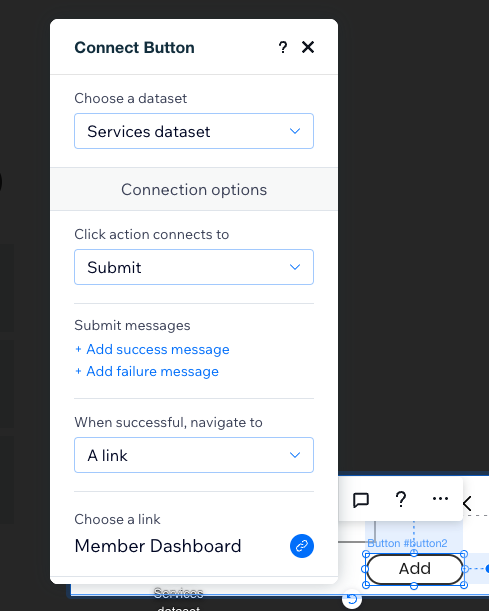 Connect Button
?
Choose a dataset
Services dataset
Connection options
Click action connects to
Submit
Submit messages
+ Add success message
+ Add failure message
When successful, navigate to
A link
Choose a link
Member Dashboard
?
Button #button2
Add
Services
dataset